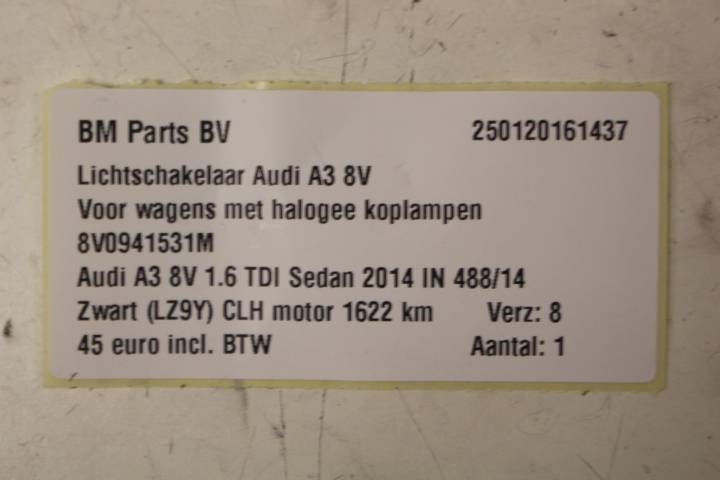 BM Parts BV 250120161437
Lichtschakelaar Audi A3 8V
Voor wagens met halogee koplampen
8V0941531M
Audi A3 8V 1.6 TDI Sedan 2014 IN 488/14
Zwart (LZ9Y) CLH motor 1622 km Verz: 8
45 euro incl. BTW Aantal: 1